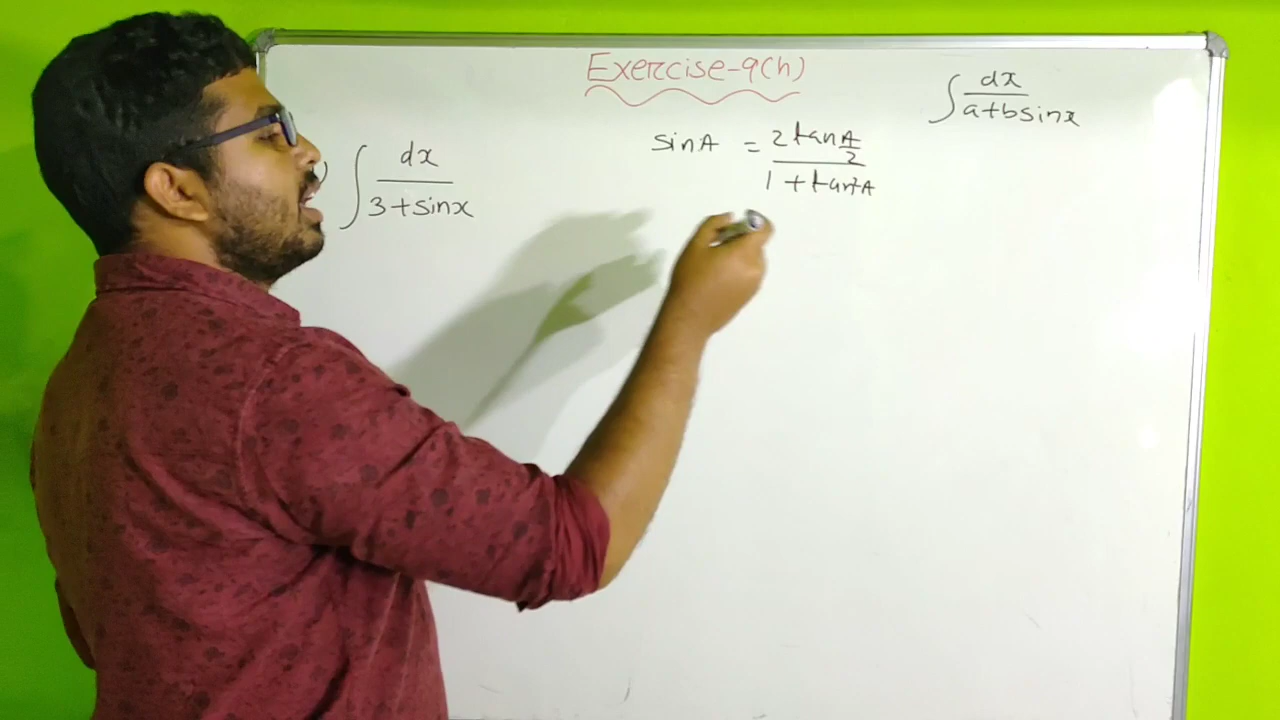 Exercise-9(h)
∫ dx / (a+b sinx)
sinA = (2tan A/2) / (1+tan²A)
) ∫ dx / (3+sinx)